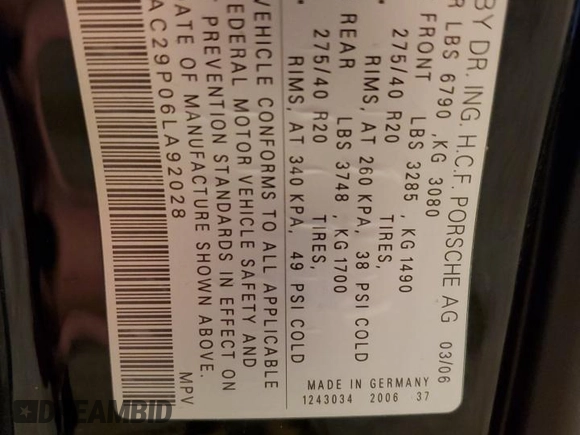 BY DR. ING. H.C.F. PORSCHE AG 03/06
R LBS 6790 ,KG 3080
FRONT LBS 3285 , KG 1490
275/40 R20 TIRES,
RIMS, AT 260 KPA, 38 PSI COLD
REAR LBS 3748 , KG 1700
275/40 R20 TIRES,
RIMS, AT 340 KPA, 49 PSI COLD
VEHICLE CONFORMS TO ALL APPLICABLE
FEDERAL MOTOR VEHICLE SAFETY AND
PREVENTION STANDARDS IN EFFECT ON
ATE OF MANUFACTURE SHOWN ABOVE.
AC29P06LA92028
MPV
MADE IN GERMANY
1243034 2006 37
DREAMBID